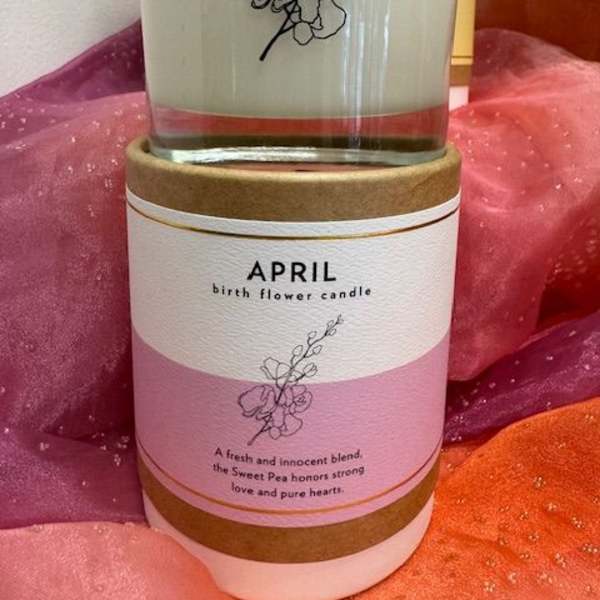 APRIL
birth flower candle
A fresh and innocent blend,
the Sweet Pea honors strong
love and pure hearts.